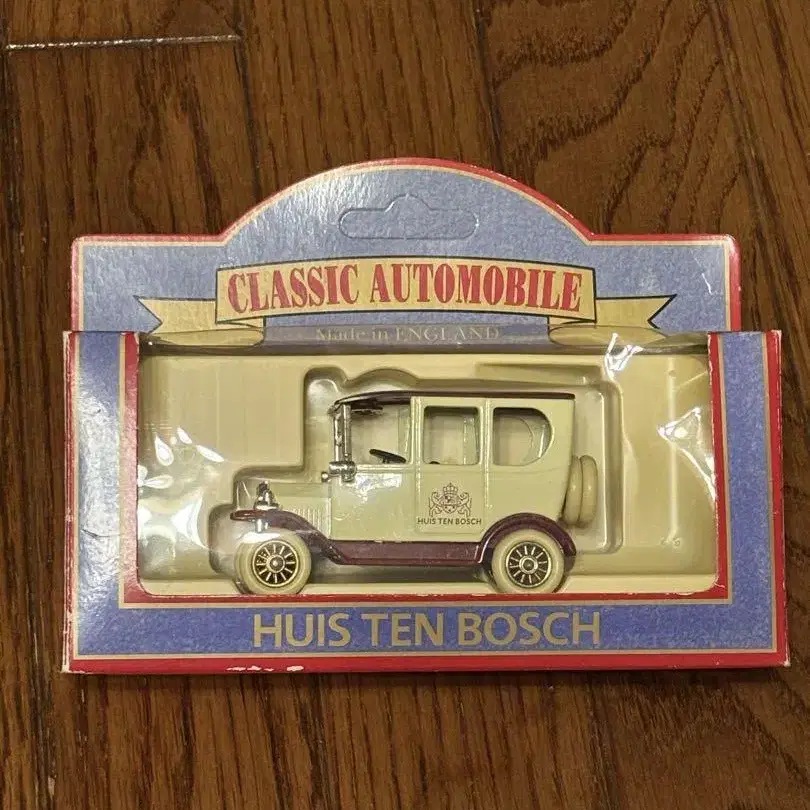 CLASSIC AUTOMOBILE
Made in ENGLAND
HUIS TEN BOSCH
HUIS TEN BOSCH